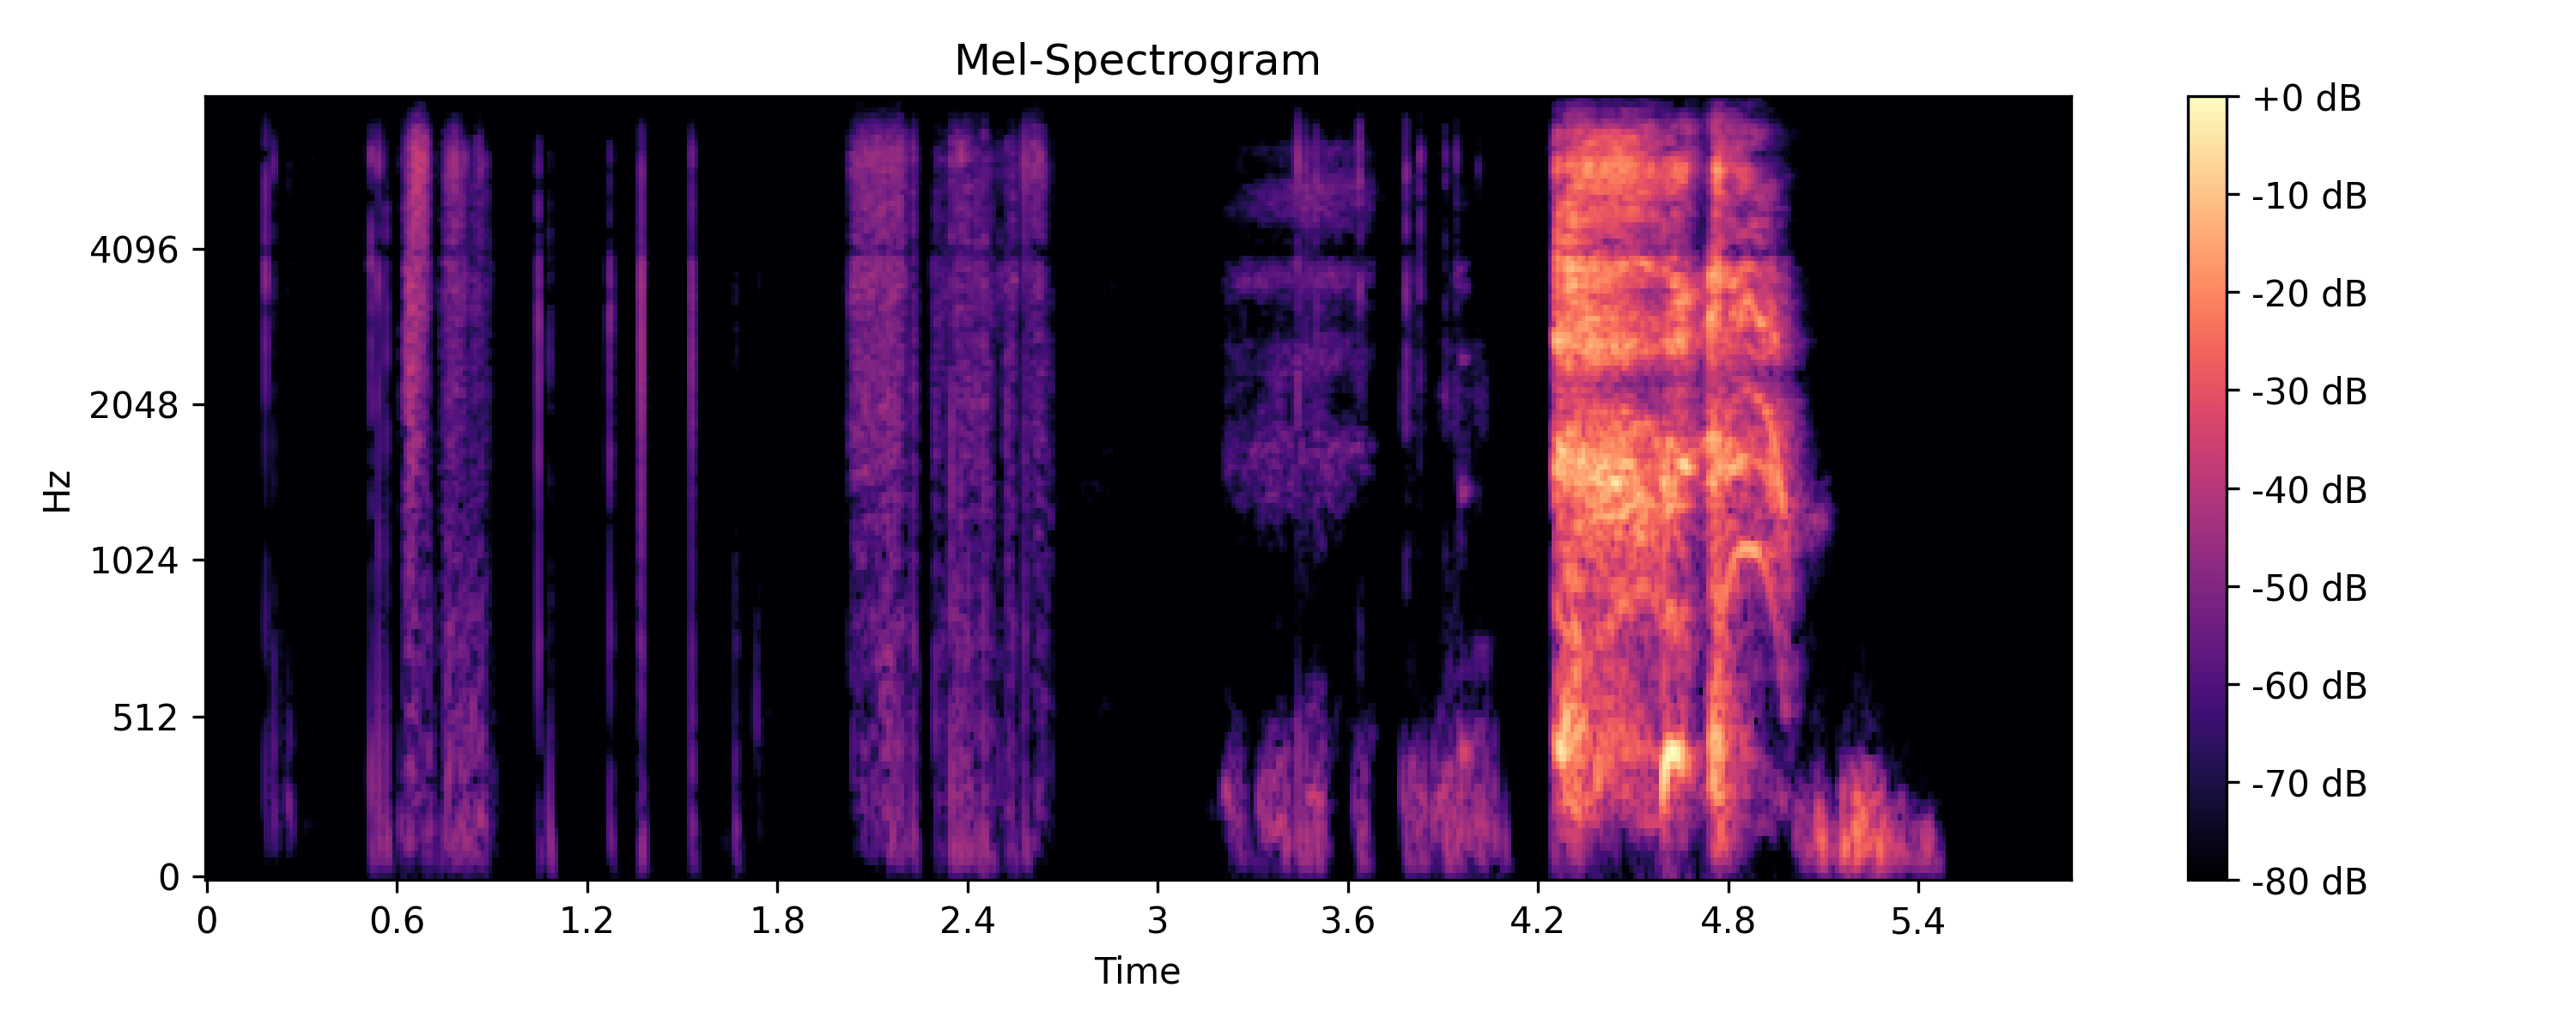 Mel-Spectrogram
+0 dB
-10 dB
-20 dB
-30 dB
-40 dB
-50 dB
-60 dB
-70 dB
-80 dB
Hz
4096
2048
1024
512
0
0 0.6 1.2 1.8 2.4 3 3.6 4.2 4.8 5.4
Time